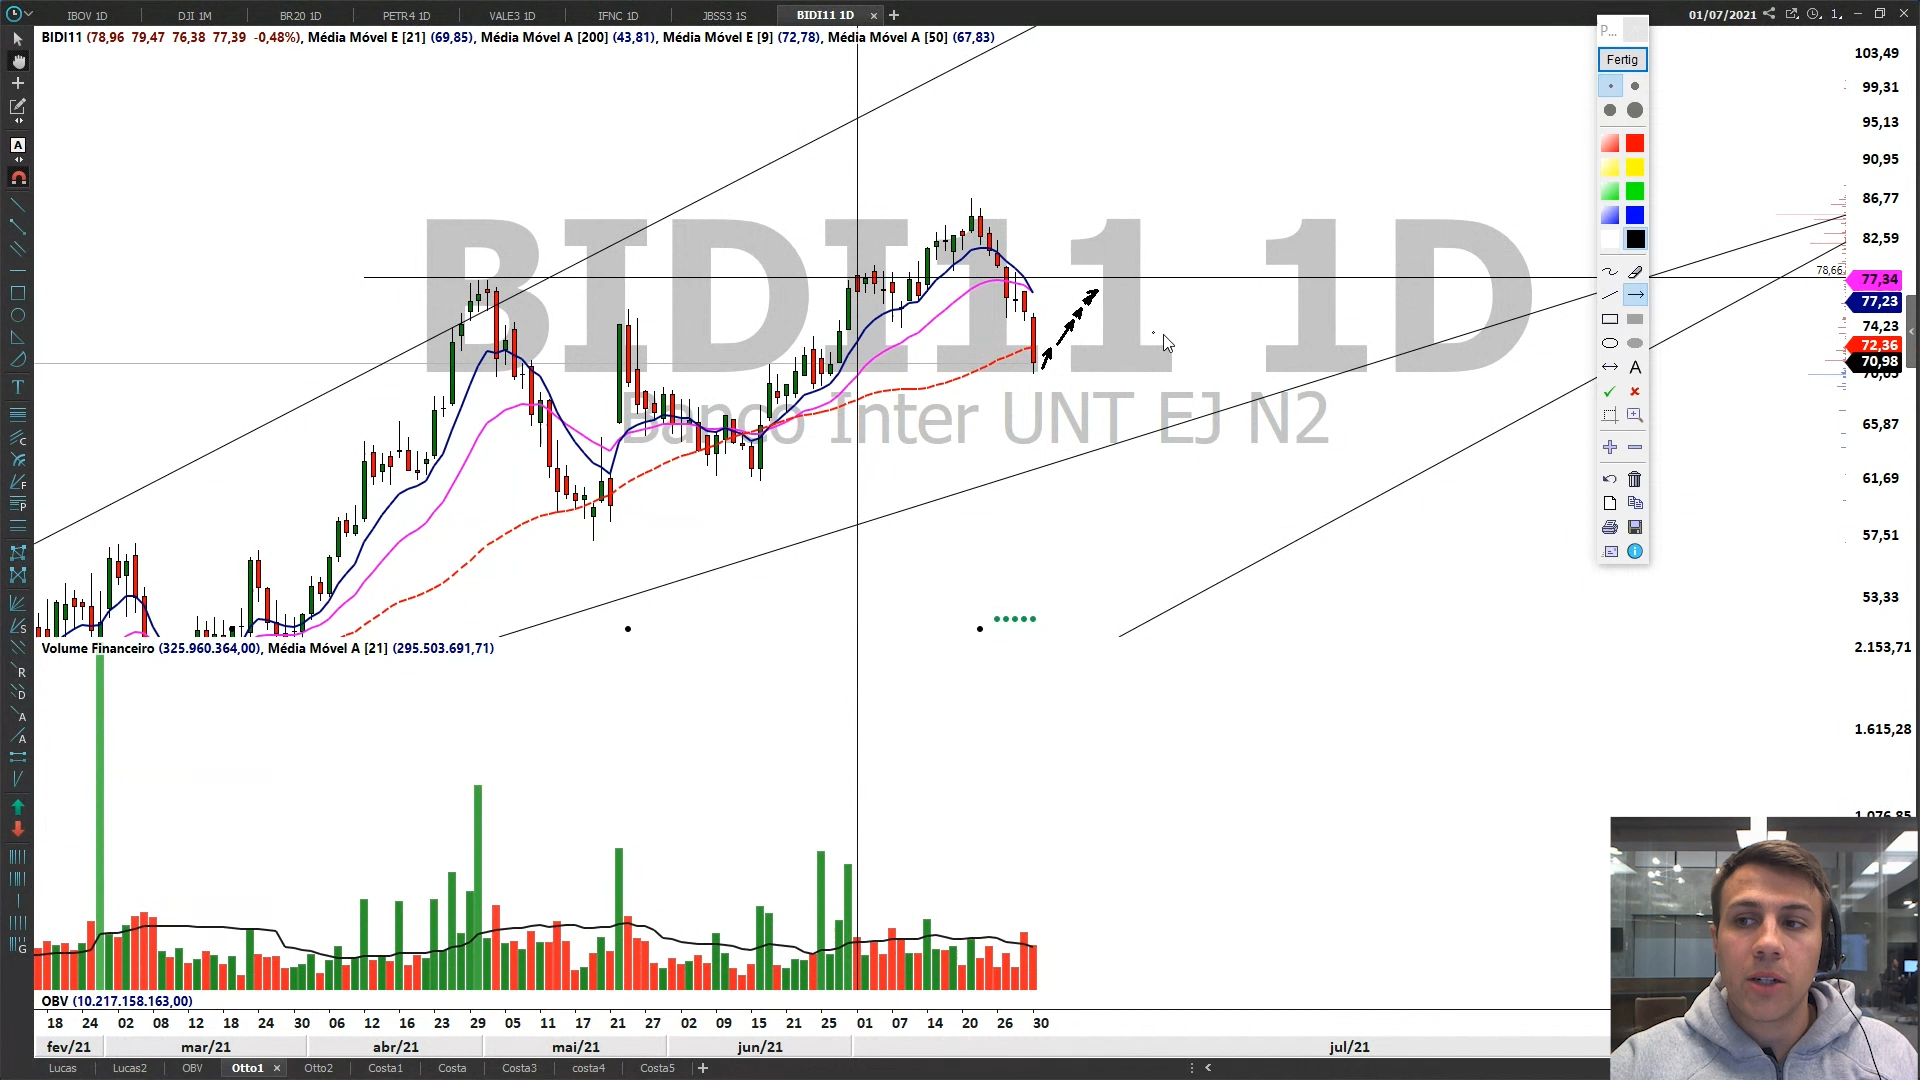 IBOV 1D DJI 1M BR20 1D PETR4 1D VALE3 1D IFNC 1D JBSS3 1S BIDI11 1D × + 01/07/2021 1
BIDI11 (78,96 79,47 76,38 77,39 -0,48%), Média Móvel E [21] (69,85), Média Móvel A [200] (43,81), Média Móvel E [9] (72,78), Média Móvel A [50] (67,83)
P...
Fertig
103,49
99,31
95,13
90,95
86,77
82,59
78,66
77,34
77,23
74,23
72,36
70,98
65,87
61,69
57,51
53,33
BIDI11 1D
Banco Inter UNT EJ N2
Volume Financeiro (325.960.364,00), Média Móvel A [21] (295.503.691,71)
2.153,71
1.615,28
1.076,85
OBV (10.217.158.163,00)
18 24 02 08 12 18 24 30 06 12 16 23 29 05 11 17 21 27 02 09 15 21 25 01 07 14 20 26 30
fev/21 mar/21 abr/21 mai/21 jun/21 jul/21
Lucas Lucas2 OBV Otto1 × Otto2 Costa1 Costa Costa3 costa4 Costa5 +